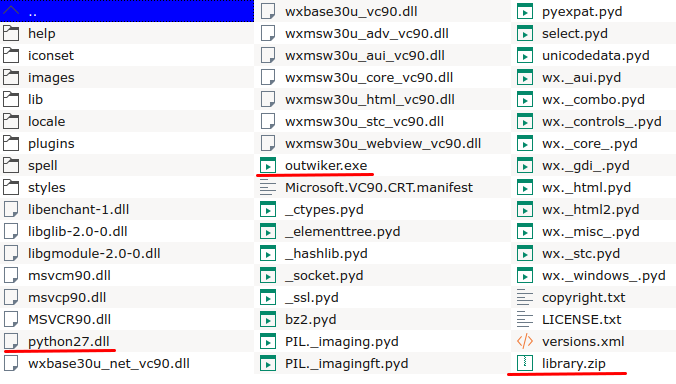 ..
help
iconset
images
lib
locale
plugins
spell
styles
libenchant-1.dll
libglib-2.0-0.dll
libgmodule-2.0-0.dll
msvcm90.dll
msvcp90.dll
MSVCR90.dll
python27.dll
wxbase30u_net_vc90.dll
wxbase30u_vc90.dll
wxmsw30u_adv_vc90.dll
wxmsw30u_aui_vc90.dll
wxmsw30u_core_vc90.dll
wxmsw30u_html_vc90.dll
wxmsw30u_stc_vc90.dll
wxmsw30u_webview_vc90.dll
outwiker.exe
Microsoft.VC90.CRT.manifest
_ctypes.pyd
_elementtree.pyd
_hashlib.pyd
_socket.pyd
_ssl.pyd
bz2.pyd
PIL._imaging.pyd
PIL._imagingft.pyd
pyexpat.pyd
select.pyd
unicodedata.pyd
wx._aui.pyd
wx._combo.pyd
wx._controls_.pyd
wx._core_.pyd
wx._gdi_.pyd
wx._html.pyd
wx._html2.pyd
wx._misc_.pyd
wx._stc.pyd
wx._windows_.pyd
copyright.txt
LICENSE.txt
versions.xml
library.zip